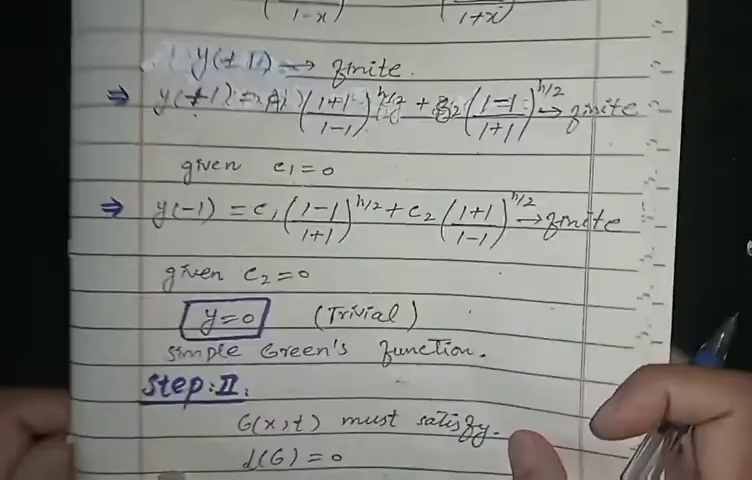 (   / 1-x)   (   / 1+x)
y(±1) → finite.
⇒ y(+1) = ((1+1)/(1-1))^{h/2} + c₂((1-1)/(1+1))^{h/2} → finite
given c₁=0
⇒ y(-1) = c₁((1-1)/(1+1))^{h/2} + c₂((1+1)/(1-1))^{h/2} → finite
given c₂=0
y=0 (Trivial)
simple Green's function.
Step:II.
G(x,t) must satisfy.
L(G) = 0